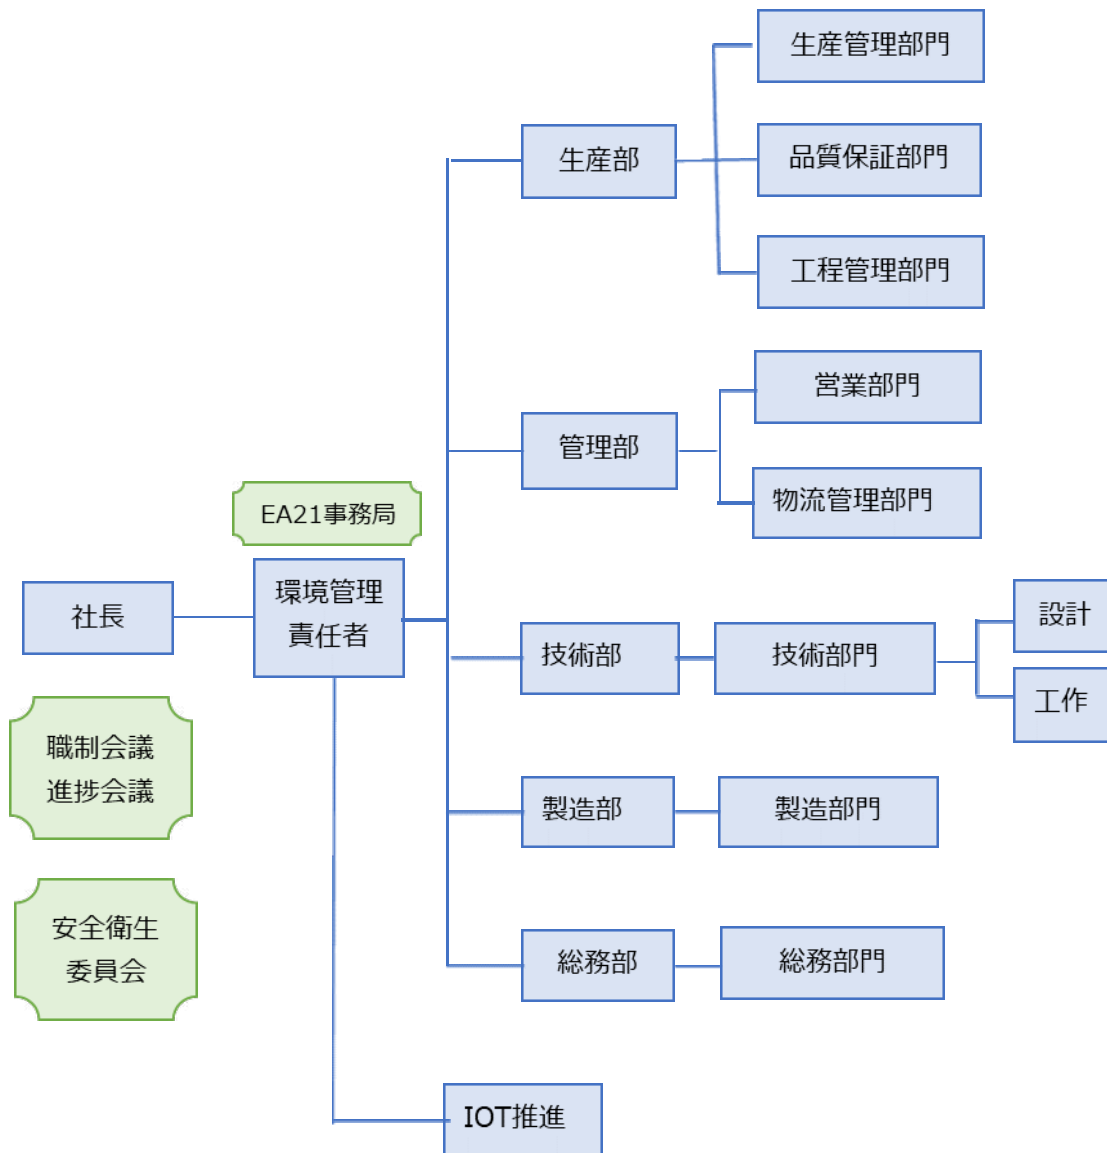 生産管理部門
生産部
品質保証部門
工程管理部門
営業部門
管理部
物流管理部門
EA21事務局
社長
環境管理
責任者
技術部
技術部門
設計
工作
職制会議
進捗会議
製造部
製造部門
安全衛生
委員会
総務部
総務部門
IOT推進